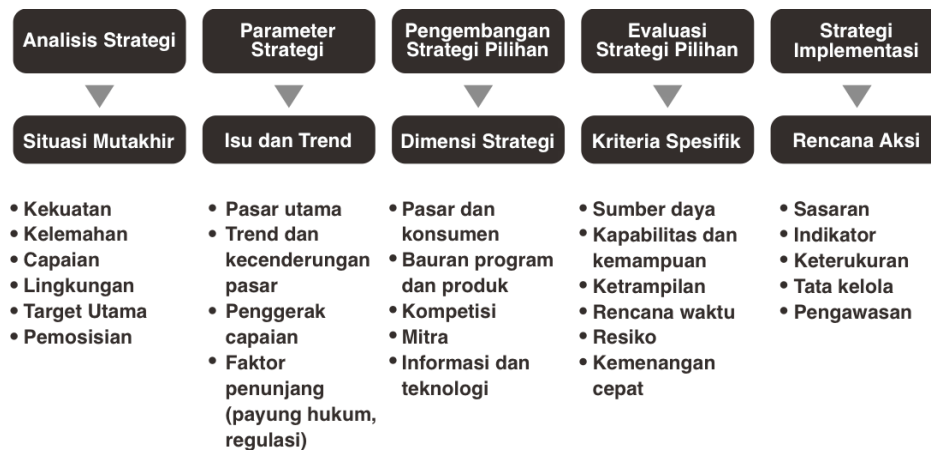 Analisis Strategi
Situasi Mutakhir
• Kekuatan
• Kelemahan
• Capaian
• Lingkungan
• Target Utama
• Pemosisian
Parameter
Strategi
Isu dan Trend
• Pasar utama
• Trend dan
kecenderungan
pasar
• Penggerak
capaian
• Faktor
penunjang
(payung hukum,
regulasi)
Pengembangan
Strategi Pilihan
Dimensi Strategi
• Pasar dan
konsumen
• Bauran program
dan produk
• Kompetisi
• Mitra
• Informasi dan
teknologi
Evaluasi
Strategi Pilihan
Kriteria Spesifik
• Sumber daya
• Kapabilitas dan
kemampuan
• Ketrampilan
• Rencana waktu
• Resiko
• Kemenangan
cepat
Strategi
Implementasi
Rencana Aksi
• Sasaran
• Indikator
• Keterukuran
• Tata kelola
• Pengawasan